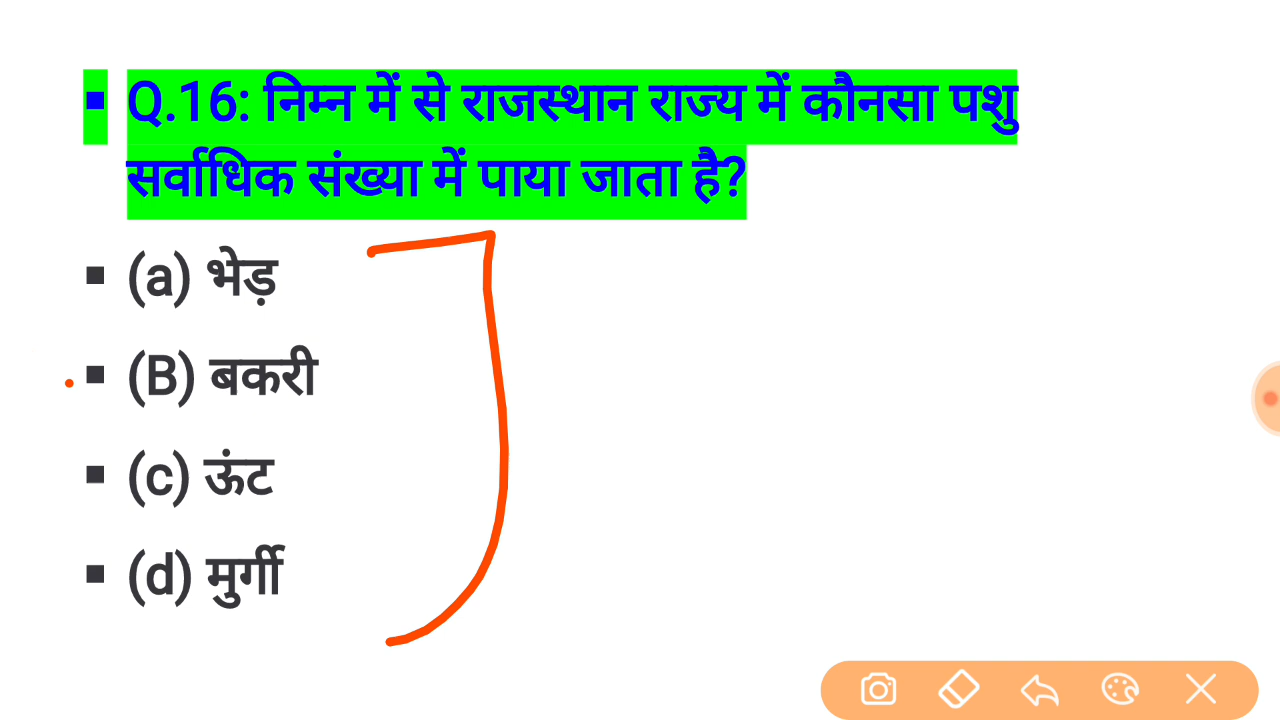 ▪ Q.16: निम्न में से राजस्थान राज्य में कौनसा पशु
सर्वाधिक संख्या में पाया जाता है?
▪ (a) भेड़
▪ (B) बकरी
▪ (c) ऊंट
▪ (d) मुर्गी